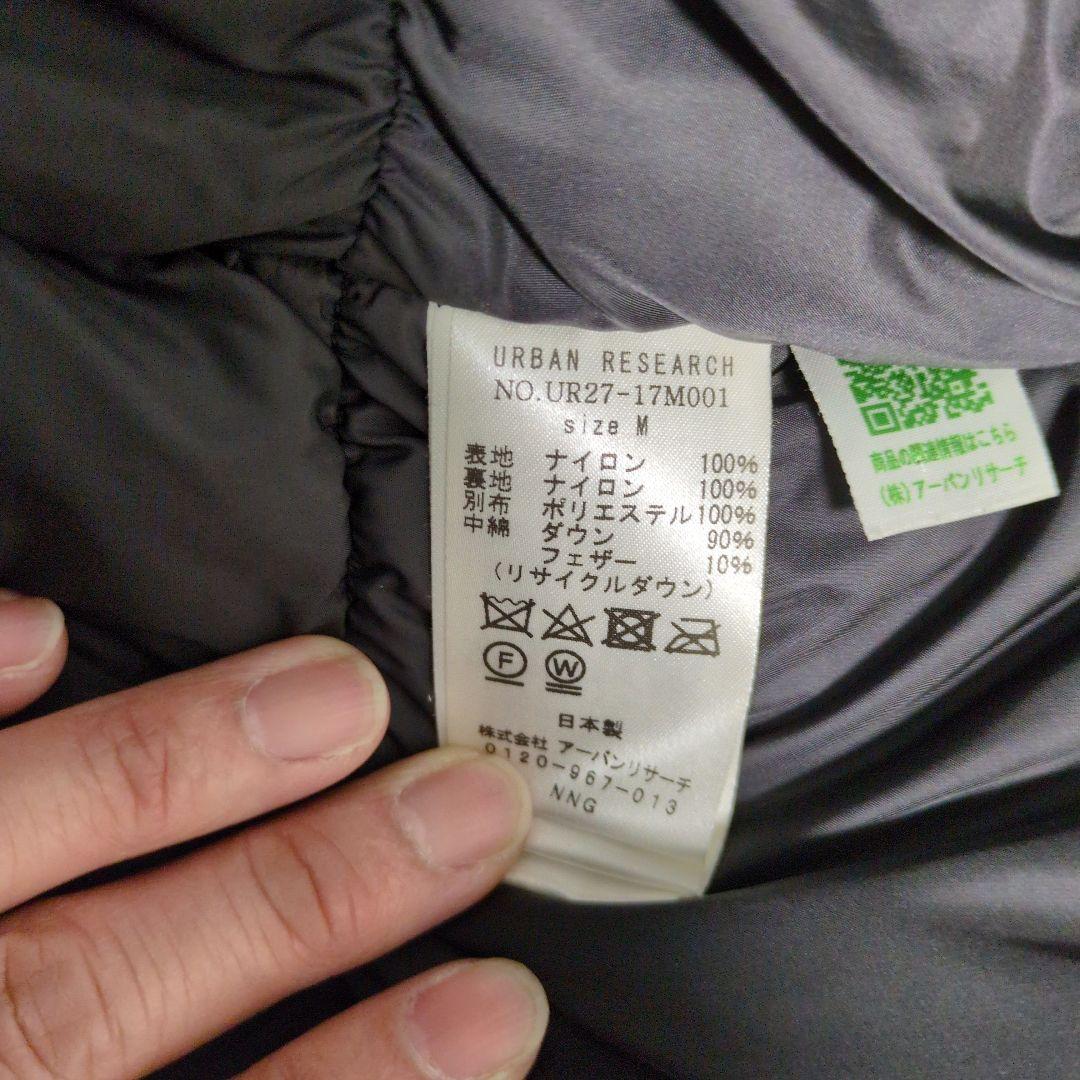 URBAN RESEARCH
NO.UR27-17M001
size M
表地 ナイロン 100%
裏地 ナイロン 100%
別布 ポリエステル 100%
中綿 ダウン 90%
フェザー 10%
(リサイクルダウン)
F W
日本製
株式会社 アーバンリサーチ
0120-967-013
NNG
商品の関連情報はこちら
(株)アーバンリサーチ